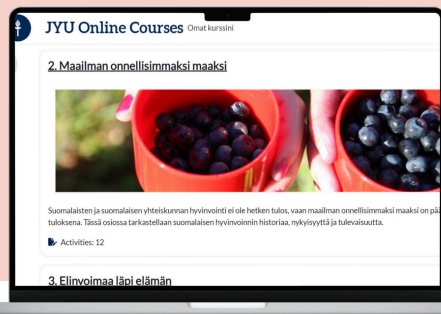 JYU Online Courses Omat kurssini
2. Maailman onnellisimmaksi maaksi
Suomalaisten ja suomalaisen yhteiskunnan hyvinvointi ei ole hetken tulos, vaan maailman onnellisimmaksi maaksi on
tuloksena. Tässä osiossa tarkastellaan suomalaisen hyvinvoinnin historiaa, nykyisyyttä ja tulevaisuutta.
Activities: 12
3. Elinvoimaa läpi elämän